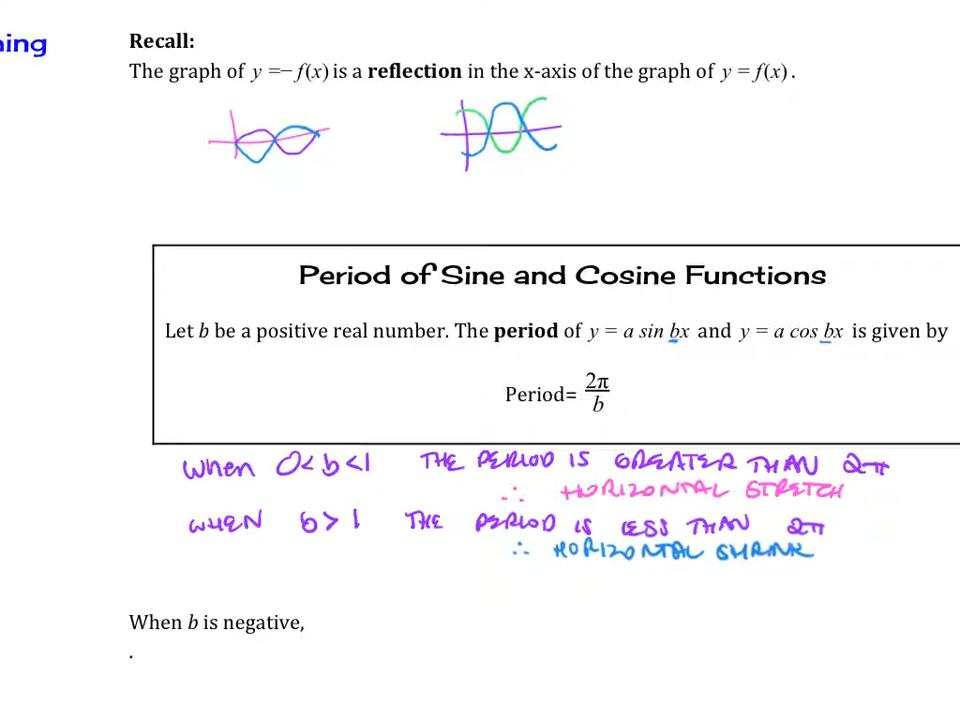 ning
Recall:
The graph of y =− f(x) is a reflection in the x-axis of the graph of y = f(x) .
Period of Sine and Cosine Functions
Let b be a positive real number. The period of y = a sin bx and y = a cos bx is given by
Period= 2π/b
When 0 < b < 1 THE PERIOD IS GREATER THAN 2π
∴ HORIZONTAL STRETCH
WHEN b > 1 THE PERIOD IS LESS THAN 2π
∴ HORIZONTAL SHRINK
When b is negative,
.